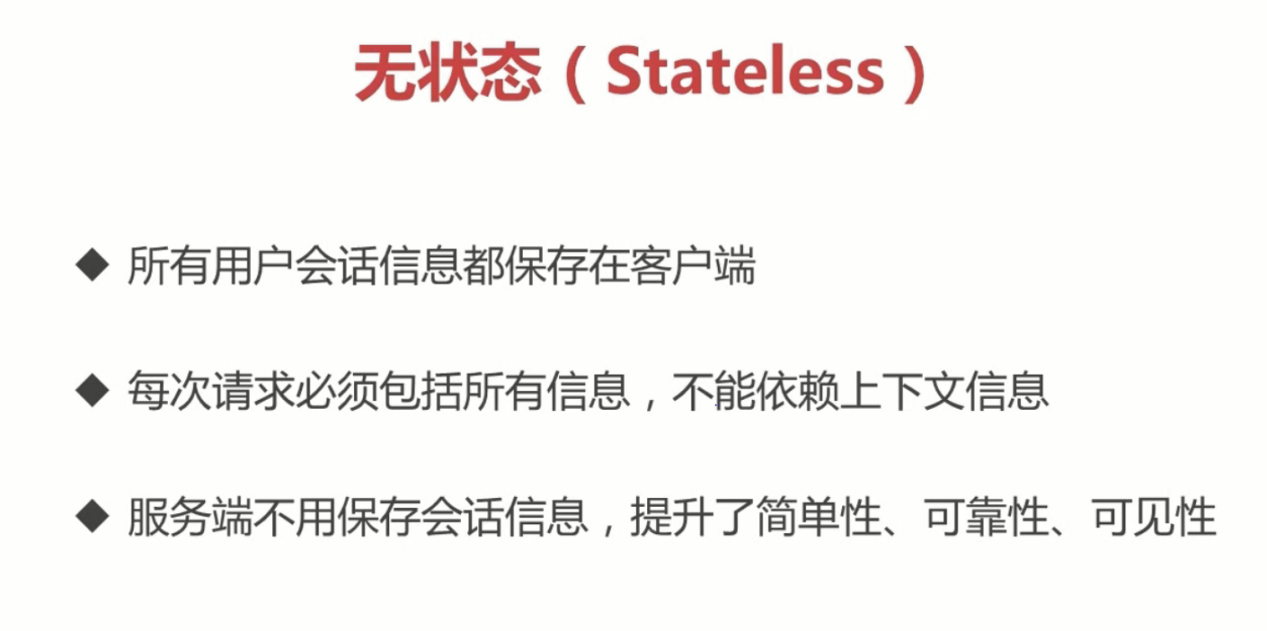 无状态（Stateless）
◆ 所有用户会话信息都保存在客户端
◆ 每次请求必须包括所有信息，不能依赖上下文信息
◆ 服务端不用保存会话信息，提升了简单性、可靠性、可见性